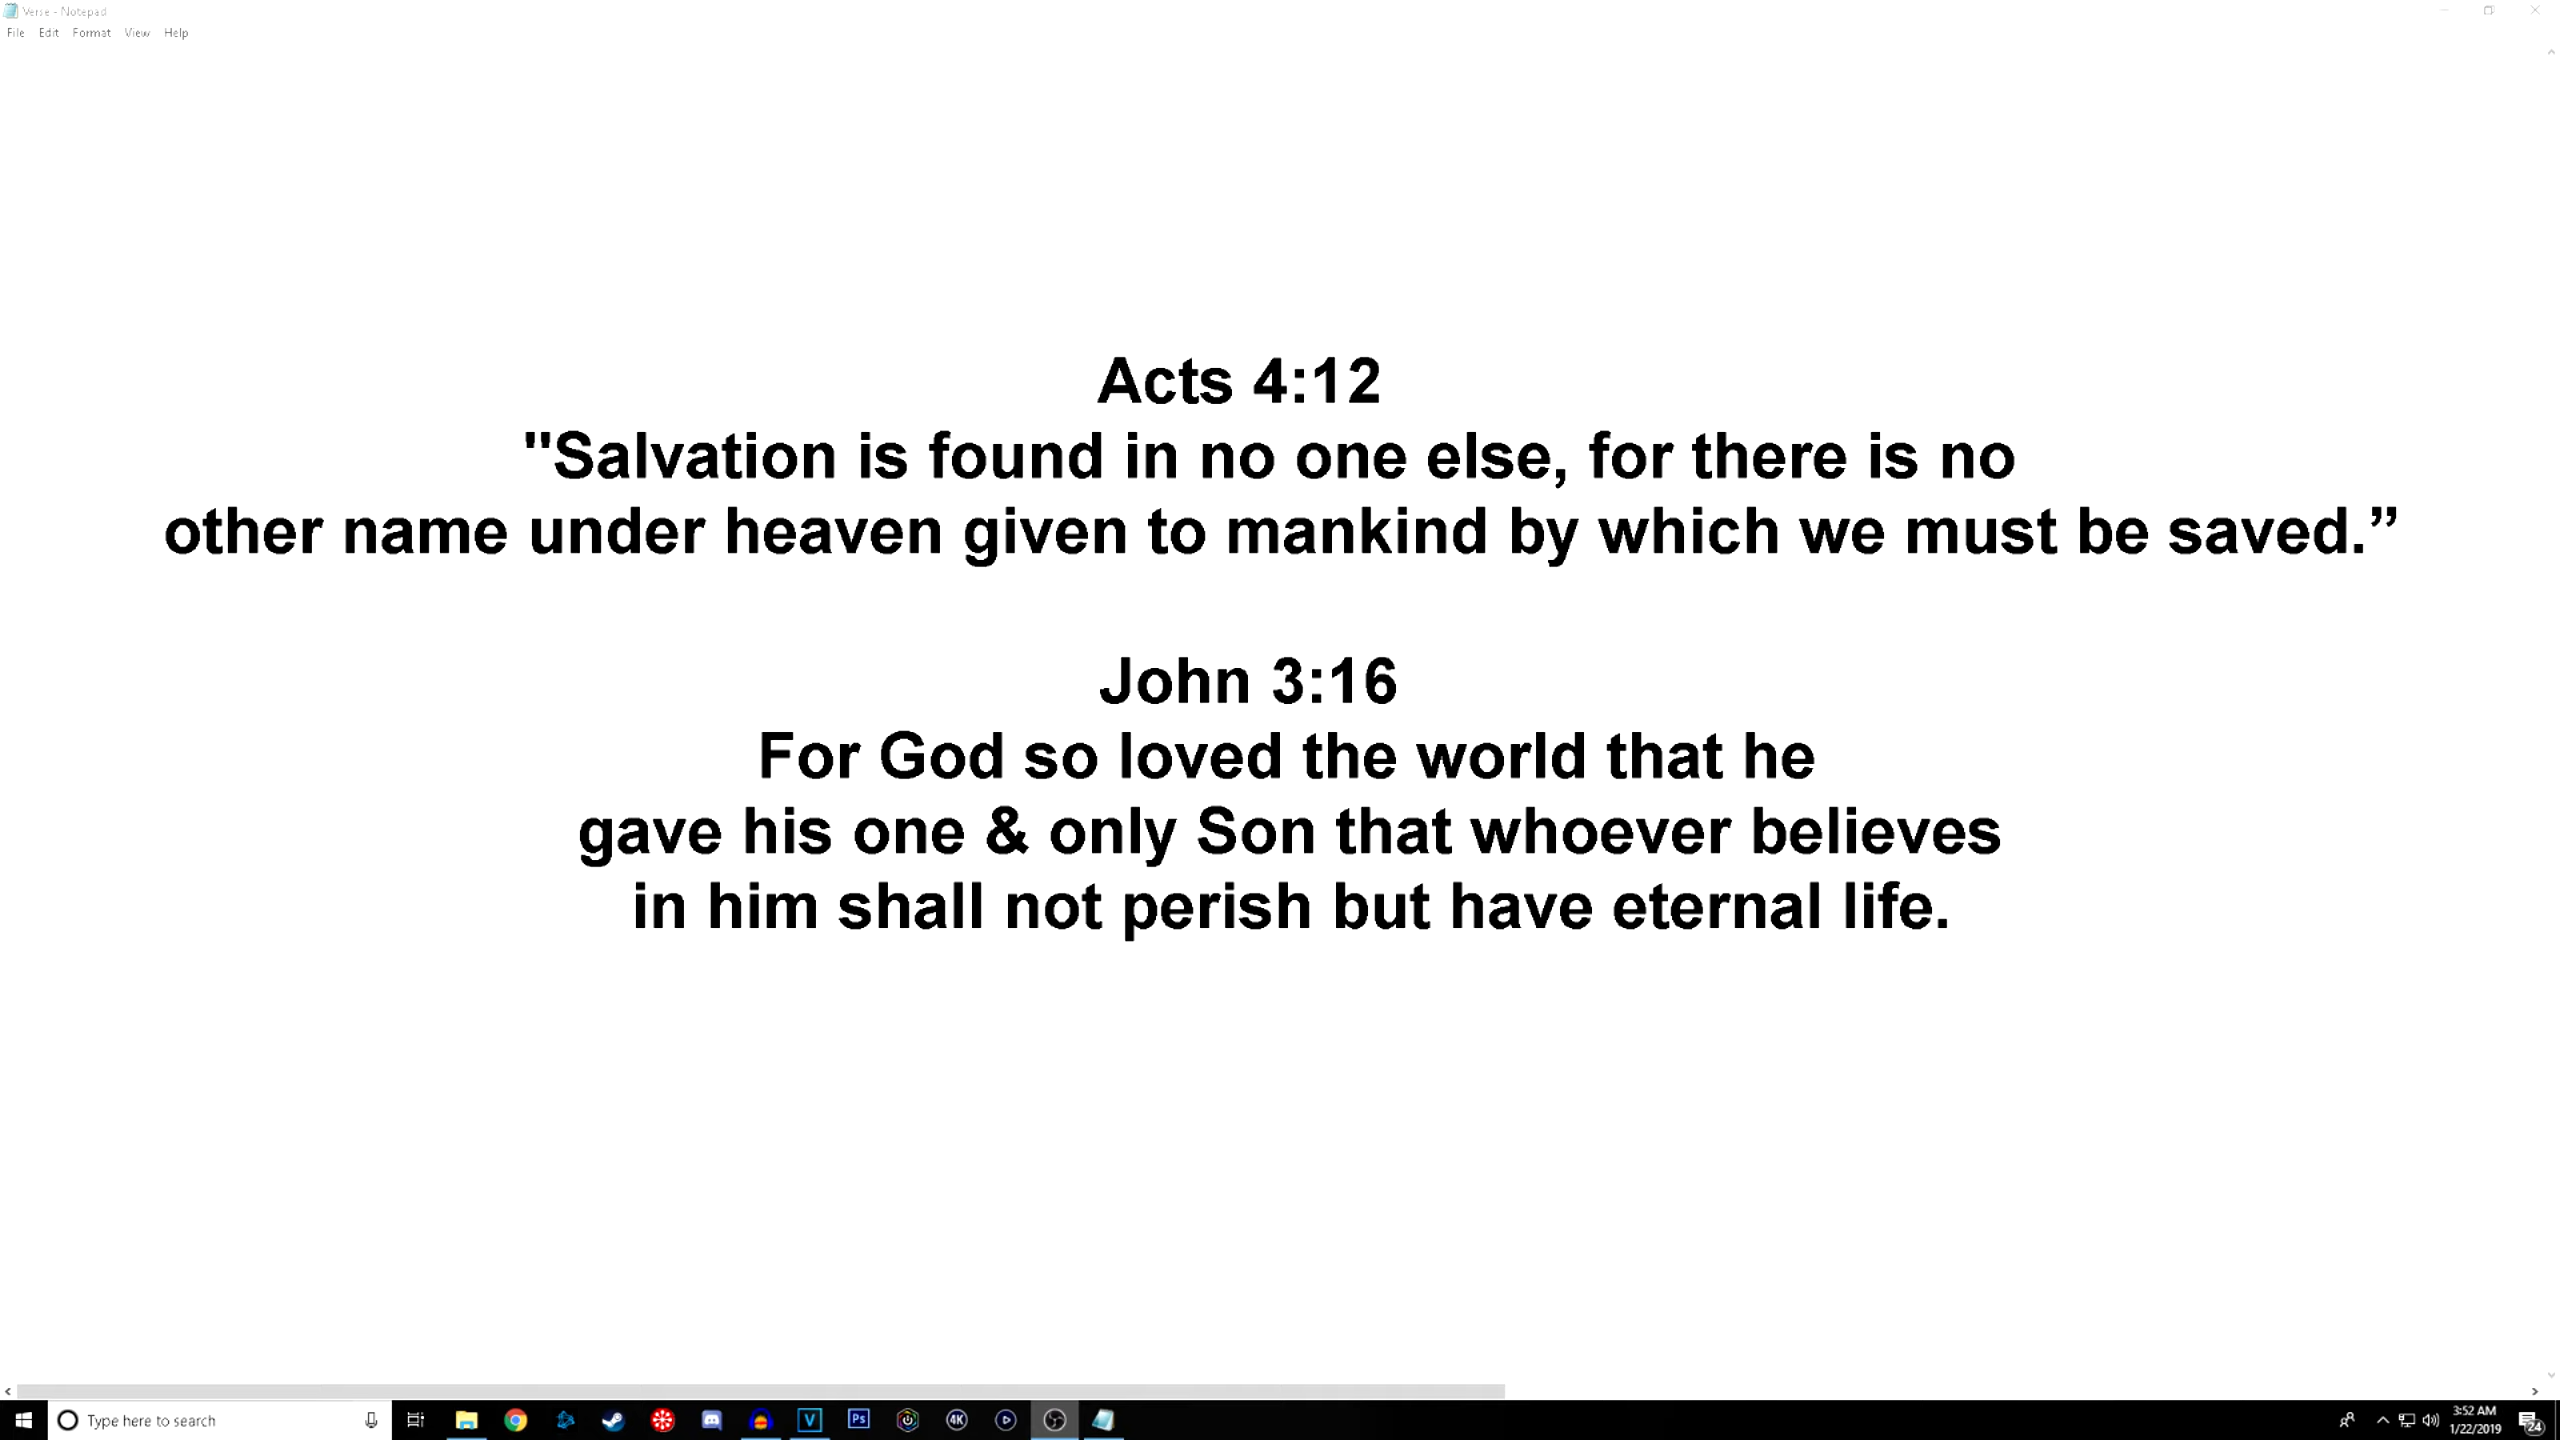 Verse - Notepad
File Edit Format View Help
Acts 4:12
"Salvation is found in no one else, for there is no
other name under heaven given to mankind by which we must be saved.”
John 3:16
For God so loved the world that he
gave his one & only Son that whoever believes
in him shall not perish but have eternal life.
Type here to search
V
Ps
4K
3:52 AM
1/22/2019
24